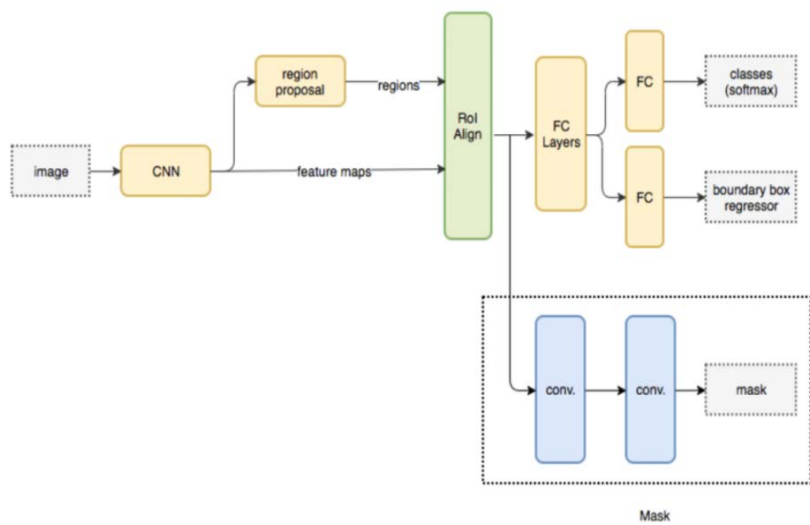 region
proposal
regions
RoI
Align
FC
Layers
FC
classes
(softmax)
image
CNN
feature maps
FC
boundary box
regressor
conv.
conv.
mask
Mask